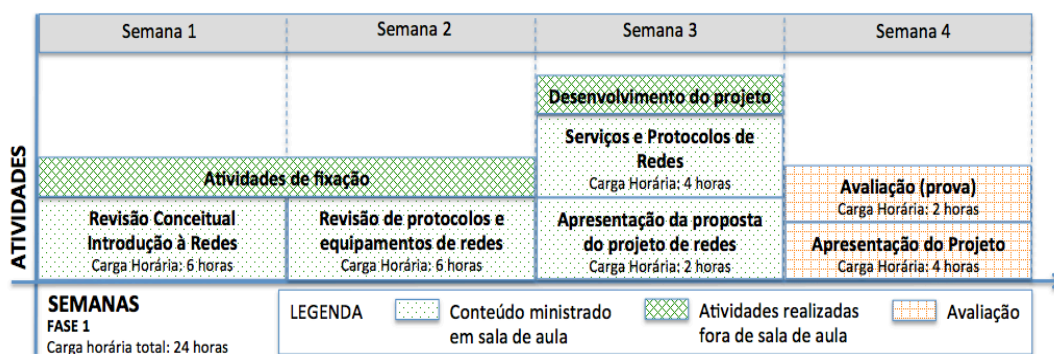 Semana 1
Semana 2
Semana 3
Semana 4
ATIVIDADES
Desenvolvimento do projeto
Serviços e Protocolos de
Redes
Carga Horária: 4 horas
Atividades de fixação
Avaliação (prova)
Carga Horária: 2 horas
Revisão Conceitual
Introdução à Redes
Carga Horária: 6 horas
Revisão de protocolos e
equipamentos de redes
Carga Horária: 6 horas
Apresentação da proposta
do projeto de redes
Carga Horária: 2 horas
Apresentação do Projeto
Carga Horária: 4 horas
SEMANAS
FASE 1
Carga horária total: 24 horas
LEGENDA
Conteúdo ministrado
em sala de aula
Atividades realizadas
fora de sala de aula
Avaliação